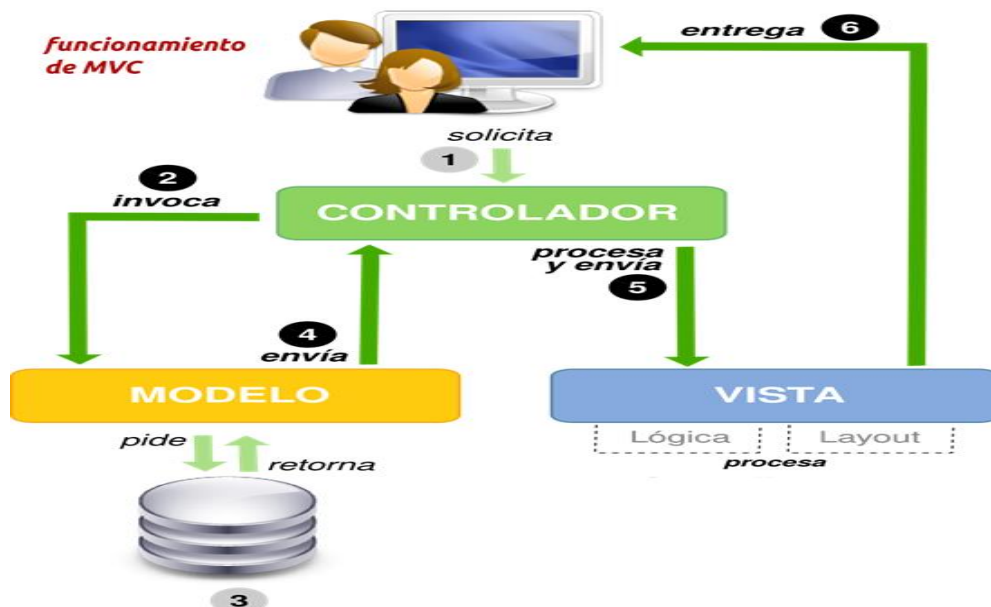 funcionamiento
de MVC
entrega 6
solicita
1
2
invoca
CONTROLADOR
procesa
y envía
5
4
envía
MODELO
VISTA
Lógica
Layout
procesa
pide
retorna
3